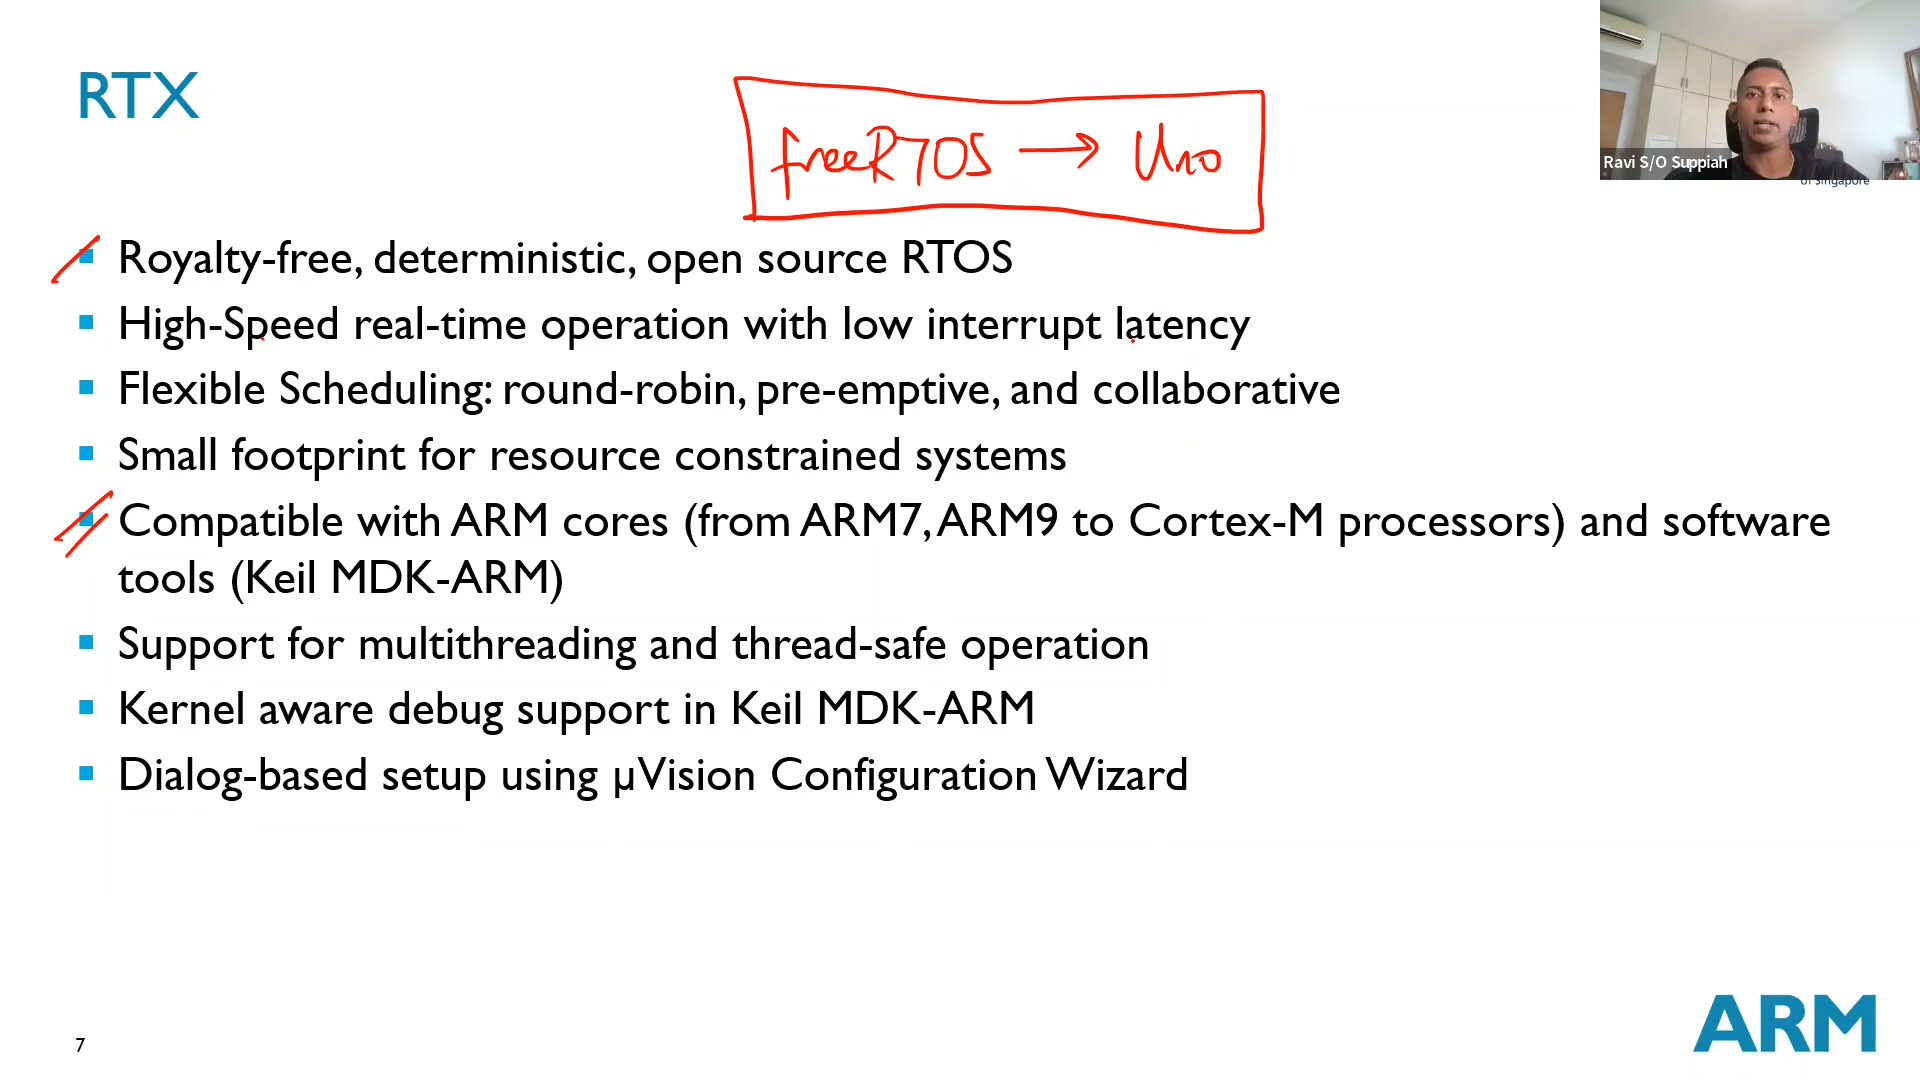 RTX
freeRTOS → Uno
Ravi S/O Suppiah
of Singapore
▪ Royalty-free, deterministic, open source RTOS
▪ High-Speed real-time operation with low interrupt latency
▪ Flexible Scheduling: round-robin, pre-emptive, and collaborative
▪ Small footprint for resource constrained systems
▪ Compatible with ARM cores (from ARM7, ARM9 to Cortex-M processors) and software
tools (Keil MDK-ARM)
▪ Support for multithreading and thread-safe operation
▪ Kernel aware debug support in Keil MDK-ARM
▪ Dialog-based setup using µVision Configuration Wizard
7
ARM